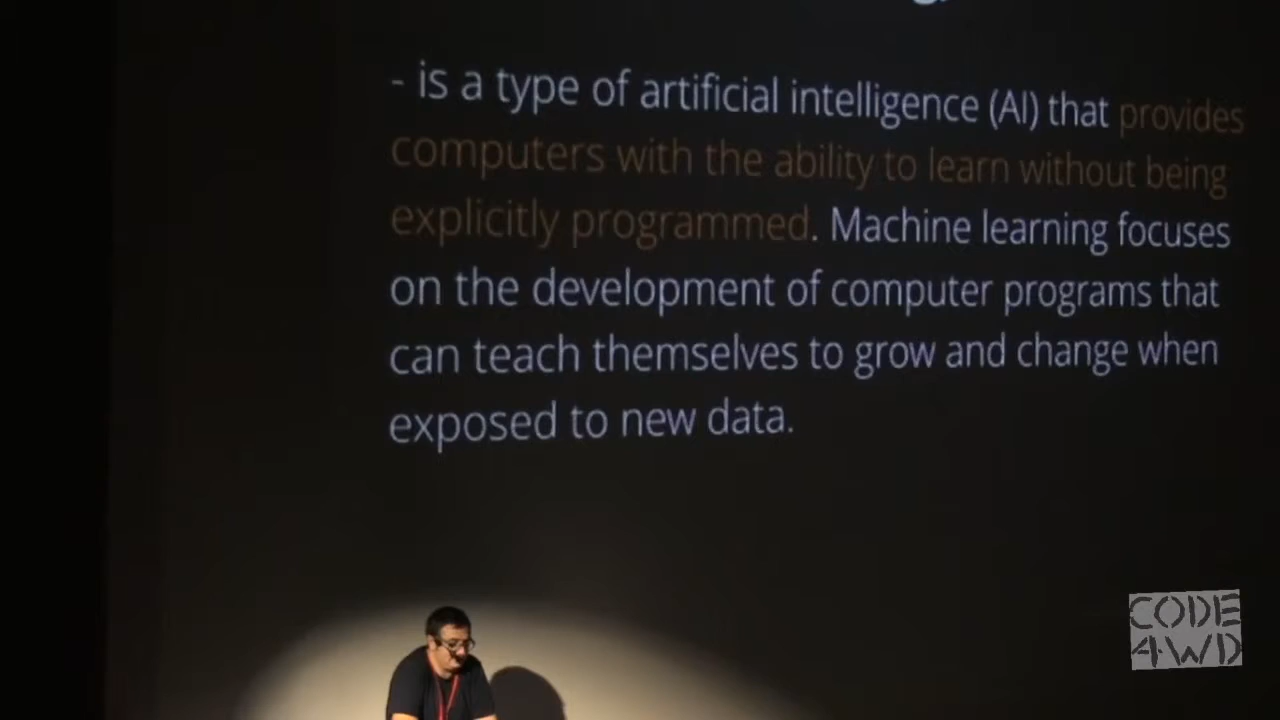 - is a type of artificial intelligence (AI) that provides
computers with the ability to learn without being
explicitly programmed. Machine learning focuses
on the development of computer programs that
can teach themselves to grow and change when
exposed to new data.
CODE
4WD